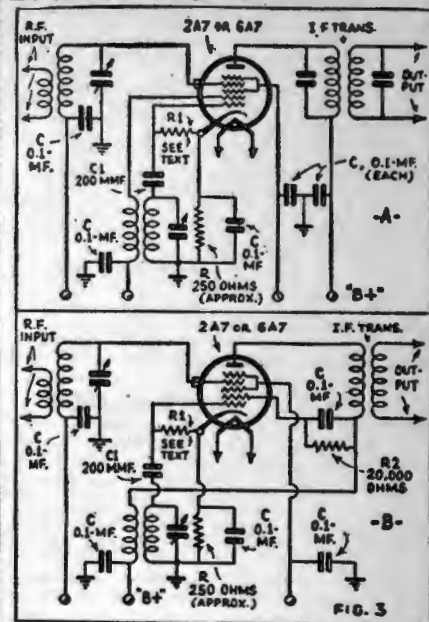 2A7 OR 6A7
R.F.
INPUT
I.F TRANS.
OUT-
PUT
C
0.1-
MF.
R1
SEE
TEXT
C1
200 MMF.
C
0.1-MF.
C
0.1-
MF
R
250 OHMS
(APPROX.)
C, 0.1-MF.
(EACH)
-A-
"B+"
R.F.
INPUT
2A7 OR 6A7
I.F. TRANS.
OUT-
PUT
C
0.1-
MF.
R1
SEE
TEXT
C1
200 MMF.
C
0.1-
MF.
R2
20,000
OHMS
C
0.1-MF.
"B+"
R
250 OHMS
(APPROX.)
C
0.1-
MF.
C
0.1-
MF.
-B-
FIG. 3